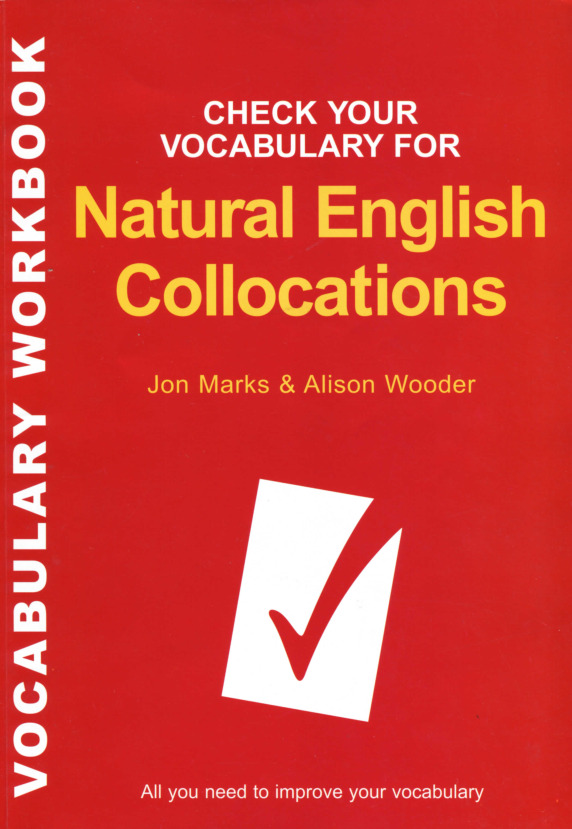 VOCABULARY WORKBOOK
CHECK YOUR
VOCABULARY FOR
Natural English
Collocations
Jon Marks & Alison Wooder
All you need to improve your vocabulary